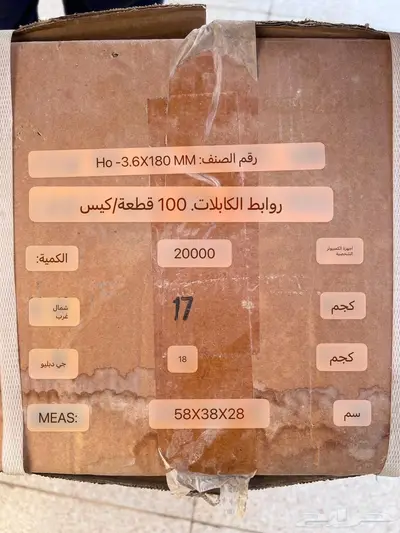 رقم الصنف: Ho -3.6X180 MM
روابط الكابلات. 100 قطعة/كيس
الكمية: 20000 أجهزة الكمبيوتر الشخصية
شمال غرب 17 كجم
جي دبليو 18 كجم
MEAS: 58X38X28 سم
حراج